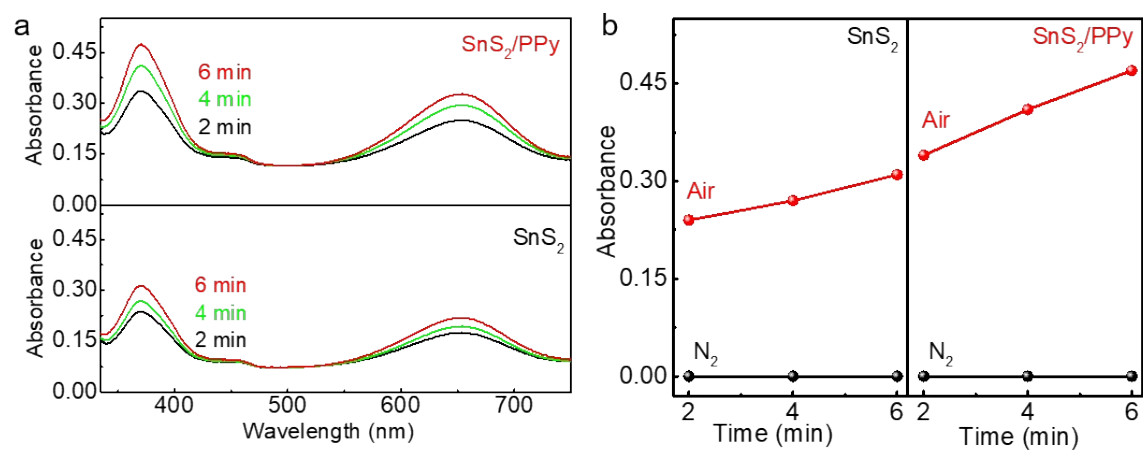 a
Absorbance
0.45
0.30
0.15
0.00
SnS₂/PPy
6 min
4 min
2 min
Absorbance
0.45
0.30
0.15
0.00
SnS₂
6 min
4 min
2 min
400 500 600 700
Wavelength (nm)
b
Absorbance
0.45
0.30
0.15
0.00
SnS₂
Air
N₂
2 4 6
Time (min)
SnS₂/PPy
Air
N₂
2 4 6
Time (min)